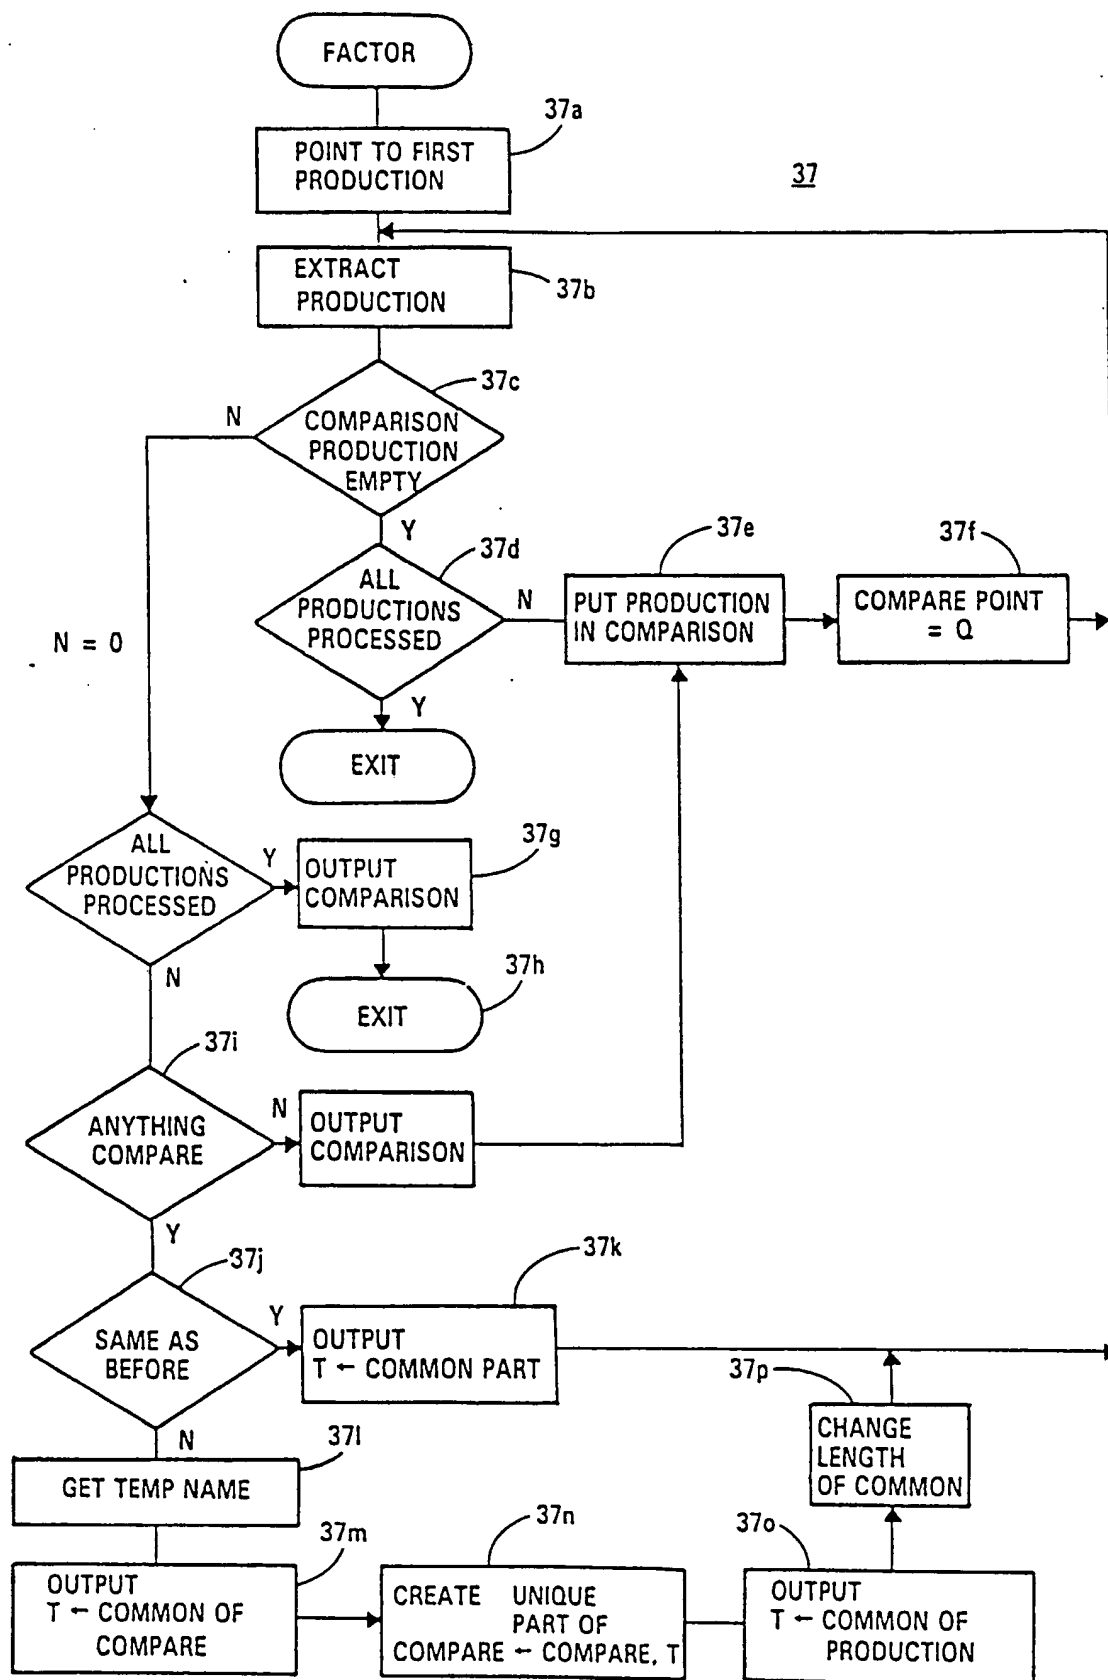 FACTOR
37a
POINT TO FIRST
PRODUCTION
37
EXTRACT
PRODUCTION
37b
37c
N
COMPARISON
PRODUCTION
EMPTY
Y
37d
ALL
PRODUCTIONS
PROCESSED
N
37e
PUT PRODUCTION
IN COMPARISON
37f
COMPARE POINT
= Q
N = 0
Y
EXIT
ALL
PRODUCTIONS
PROCESSED
Y
37g
OUTPUT
COMPARISON
N
37h
EXIT
37i
ANYTHING
COMPARE
N
OUTPUT
COMPARISON
Y
37j
SAME AS
BEFORE
Y
37k
OUTPUT
T ← COMMON PART
37p
CHANGE
LENGTH
OF COMMON
N
37l
GET TEMP NAME
37m
OUTPUT
T ← COMMON OF
COMPARE
37n
CREATE UNIQUE
PART OF
COMPARE ← COMPARE, T
37o
OUTPUT
T ← COMMON OF
PRODUCTION